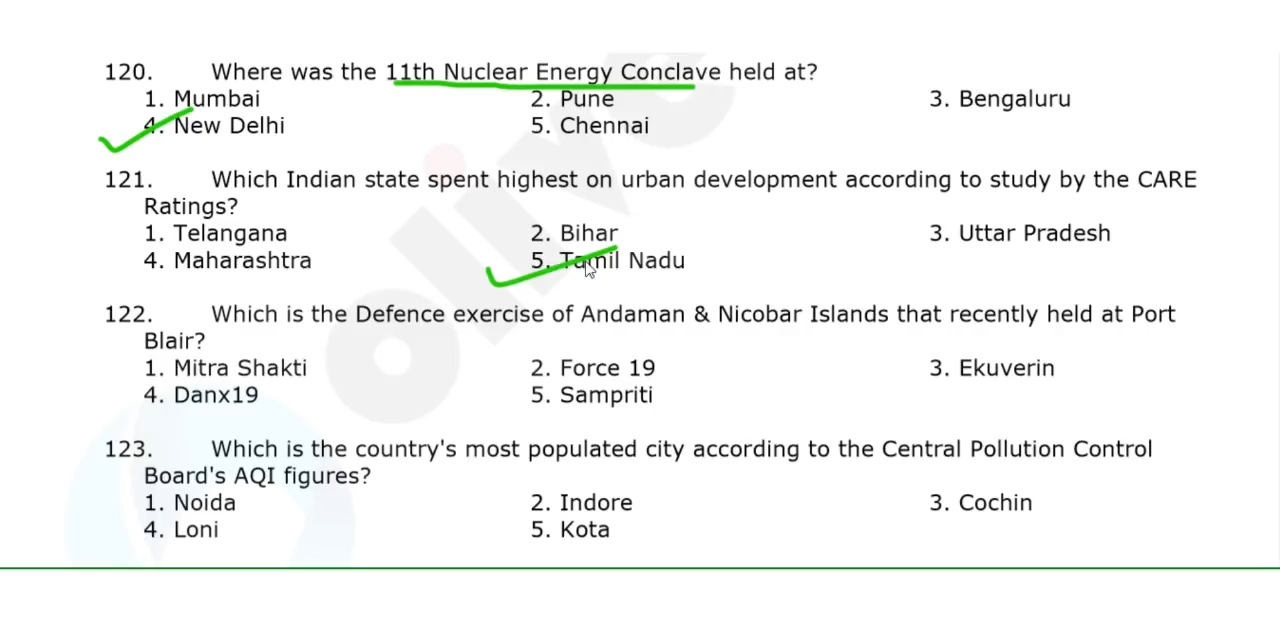 120. Where was the 11th Nuclear Energy Conclave held at?
1. Mumbai 2. Pune 3. Bengaluru
4. New Delhi 5. Chennai
121. Which Indian state spent highest on urban development according to study by the CARE
Ratings?
1. Telangana 2. Bihar 3. Uttar Pradesh
4. Maharashtra 5. Tamil Nadu
122. Which is the Defence exercise of Andaman & Nicobar Islands that recently held at Port
Blair?
1. Mitra Shakti 2. Force 19 3. Ekuverin
4. Danx19 5. Sampriti
123. Which is the country's most populated city according to the Central Pollution Control
Board's AQI figures?
1. Noida 2. Indore 3. Cochin
4. Loni 5. Kota
olive